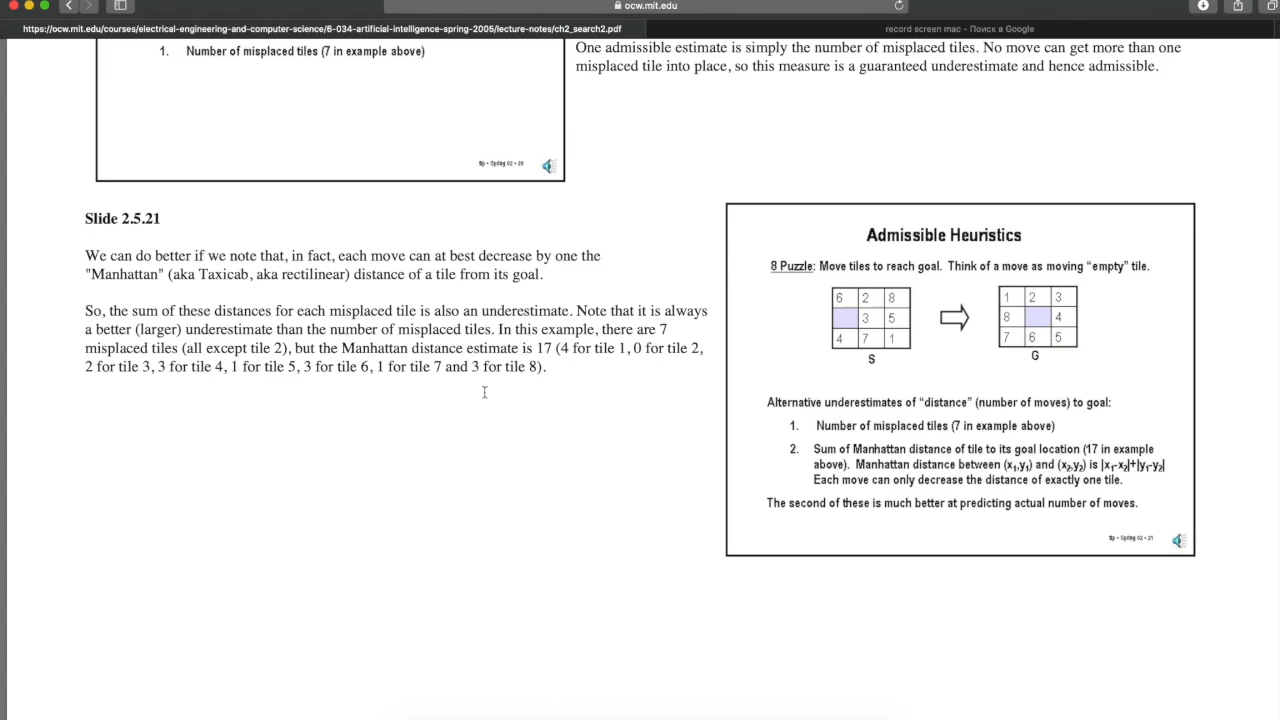 ocw.mit.edu
https://ocw.mit.edu/courses/electrical-engineering-and-computer-science/6-034-artificial-intelligence-spring-2005/lecture-notes/ch2_search2.pdf
record screen mac - Поиск в Google
1. Number of misplaced tiles (7 in example above)
tlp • Spring 02 • 20
One admissible estimate is simply the number of misplaced tiles. No move can get more than one
misplaced tile into place, so this measure is a guaranteed underestimate and hence admissible.
Slide 2.5.21
We can do better if we note that, in fact, each move can at best decrease by one the
"Manhattan" (aka Taxicab, aka rectilinear) distance of a tile from its goal.
So, the sum of these distances for each misplaced tile is also an underestimate. Note that it is always
a better (larger) underestimate than the number of misplaced tiles. In this example, there are 7
misplaced tiles (all except tile 2), but the Manhattan distance estimate is 17 (4 for tile 1, 0 for tile 2,
2 for tile 3, 3 for tile 4, 1 for tile 5, 3 for tile 6, 1 for tile 7 and 3 for tile 8).
Admissible Heuristics
8 Puzzle: Move tiles to reach goal. Think of a move as moving “empty” tile.
6 2 8
3 5
4 7 1
S
1 2 3
8 4
7 6 5
G
Alternative underestimates of “distance” (number of moves) to goal:
1. Number of misplaced tiles (7 in example above)
2. Sum of Manhattan distance of tile to its goal location (17 in example
above). Manhattan distance between (x₁,y₁) and (x₂,y₂) is |x₁-x₂|+|y₁-y₂|
Each move can only decrease the distance of exactly one tile.
The second of these is much better at predicting actual number of moves.
tlp • Spring 02 • 21